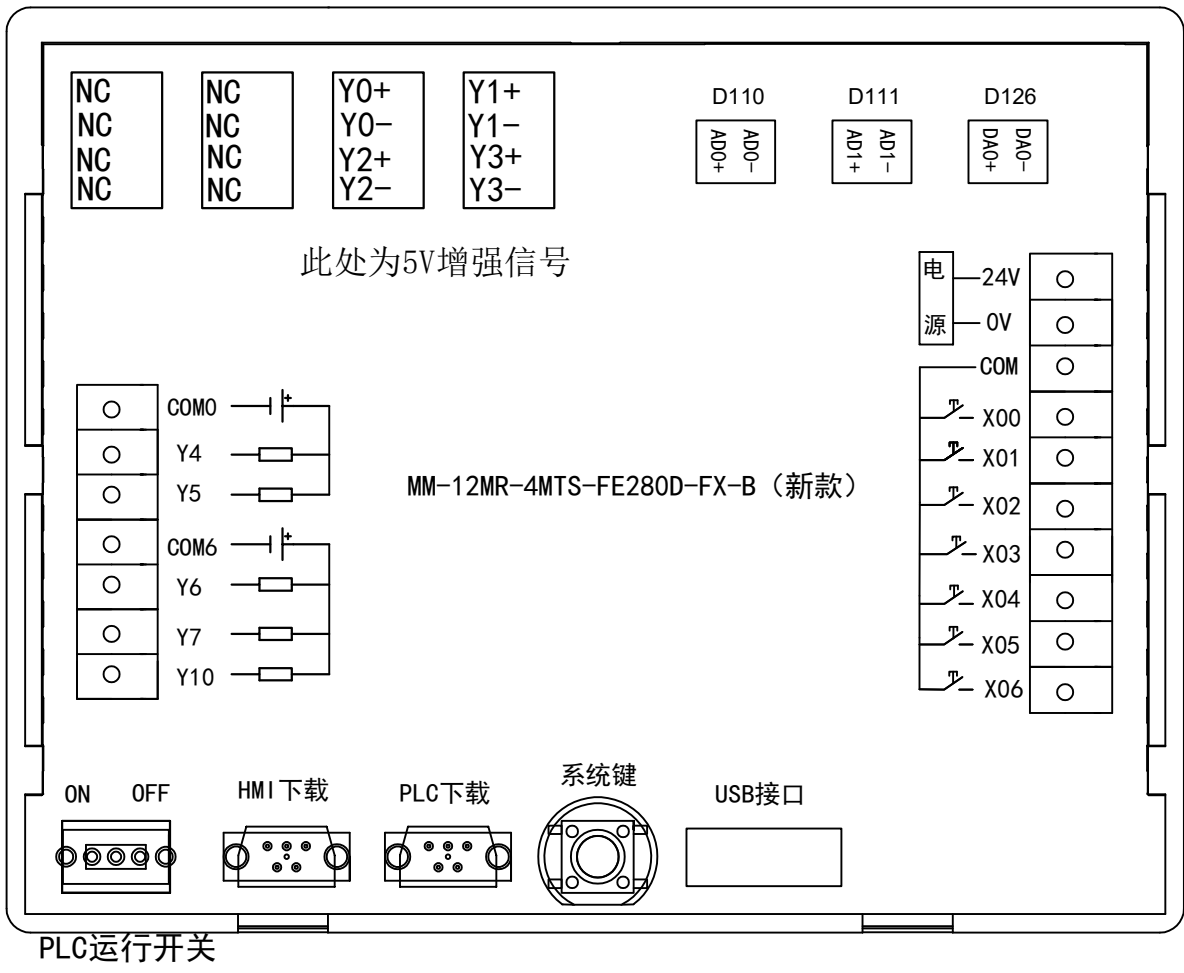 NC
NC
NC
NC
NC
NC
NC
NC
Y0+
Y0-
Y2+
Y2-
Y1+
Y1-
Y3+
Y3-
D110
AD0+
AD0-
D111
AD1+
AD1-
D126
DA0+
DA0-
此处为5V增强信号
电源
24V
0V
COM
X00
X01
X02
X03
X04
X05
X06
COM0
Y4
Y5
COM6
Y6
Y7
Y10
MM-12MR-4MTS-FE280D-FX-B（新款）
ON OFF
HMI下载
PLC下载
系统键
USB接口
PLC运行开关